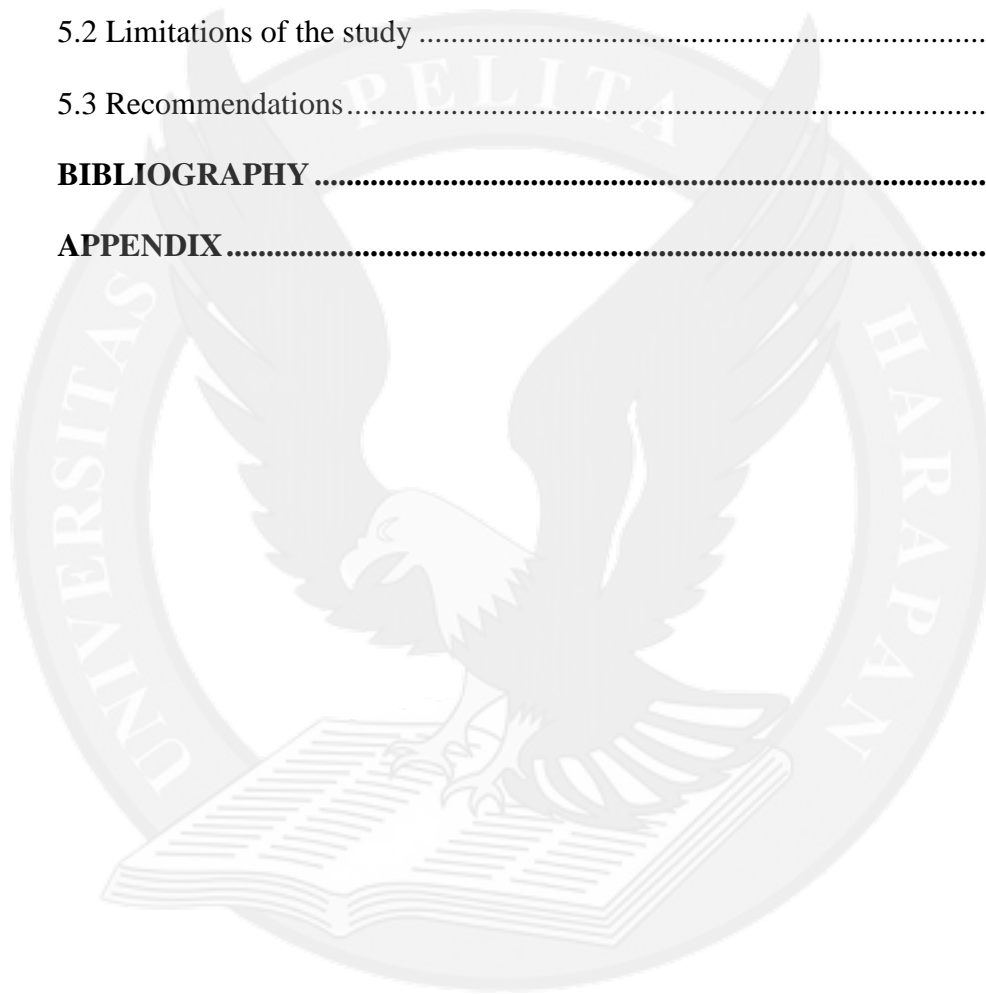 5.2 Limitations of the study ........................................................................
5.3 Recommendations .................................................................................
BIBLIOGRAPHY .....................................................................................
APPENDIX ................................................................................................
UNIVERSITAS PELITA HARAPAN